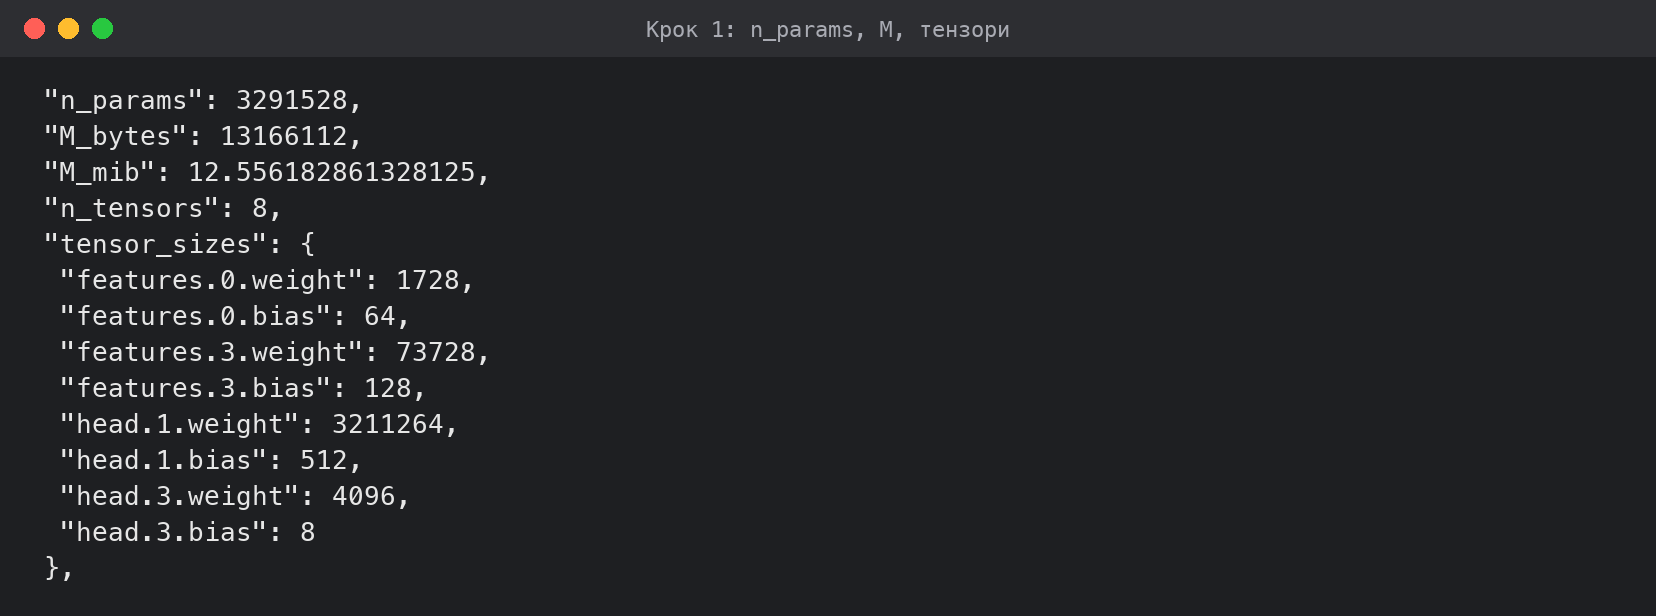 Крок 1: n_params, M, тензори
"n_params": 3291528,
"M_bytes": 13166112,
"M_mib": 12.556182861328125,
"n_tensors": 8,
"tensor_sizes": {
"features.0.weight": 1728,
"features.0.bias": 64,
"features.3.weight": 73728,
"features.3.bias": 128,
"head.1.weight": 3211264,
"head.1.bias": 512,
"head.3.weight": 4096,
"head.3.bias": 8
},